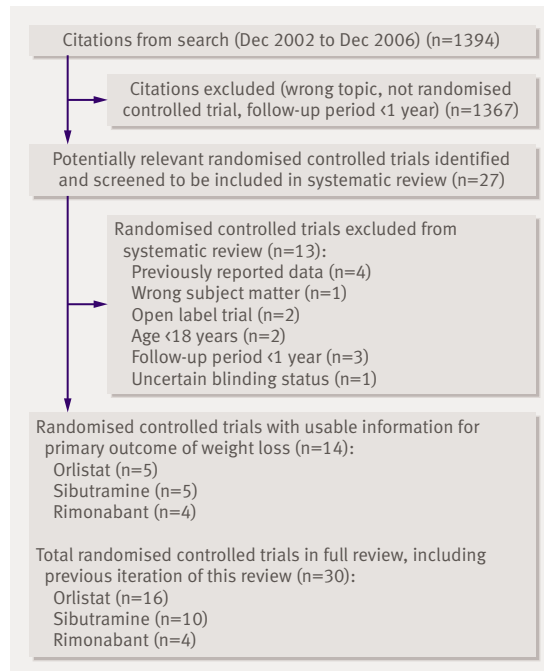 Citations from search (Dec 2002 to Dec 2006) (n=1394)
Citations excluded (wrong topic, not randomised
controlled trial, follow-up period <1 year) (n=1367)
Potentially relevant randomised controlled trials identified
and screened to be included in systematic review (n=27)
Randomised controlled trials excluded from
systematic review (n=13):
Previously reported data (n=4)
Wrong subject matter (n=1)
Open label trial (n=2)
Age <18 years (n=2)
Follow-up period <1 year (n=3)
Uncertain blinding status (n=1)
Randomised controlled trials with usable information for
primary outcome of weight loss (n=14):
Orlistat (n=5)
Sibutramine (n=5)
Rimonabant (n=4)
Total randomised controlled trials in full review, including
previous iteration of this review (n=30):
Orlistat (n=16)
Sibutramine (n=10)
Rimonabant (n=4)